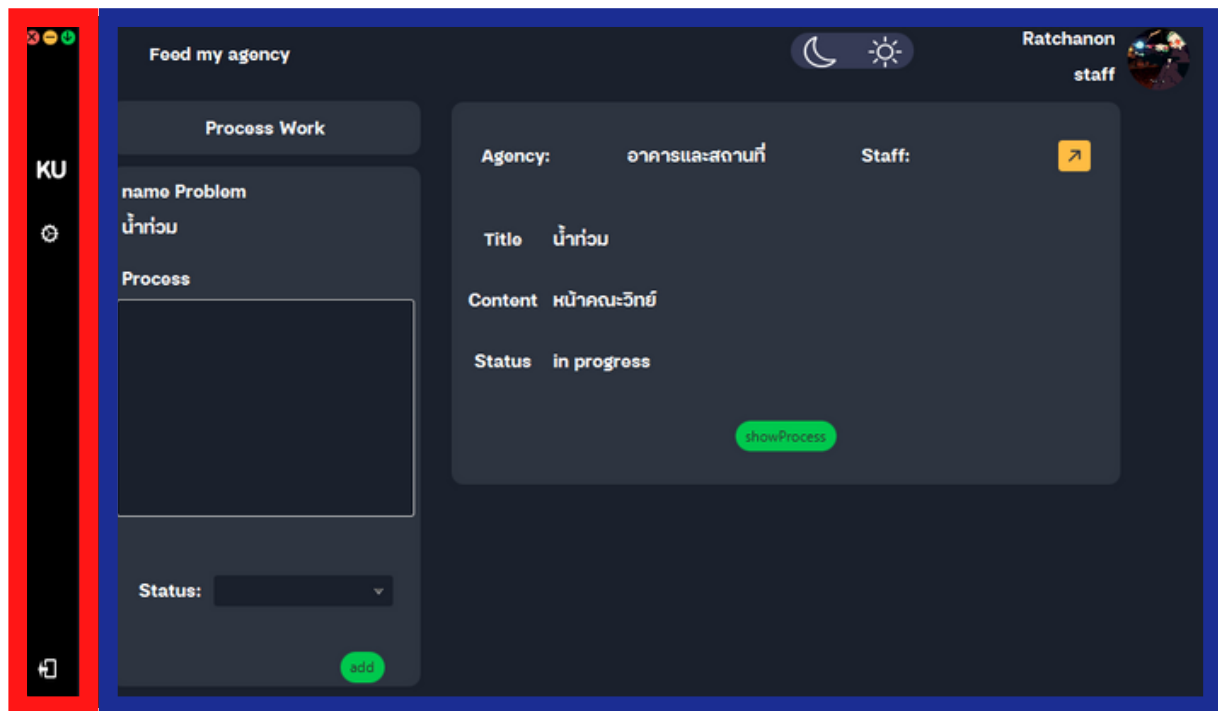 KU
Feed my agency
Ratchanon
staff
Process Work
name Problem
น้ำท่วม
Process
Status:
add
Agency: อาคารและสถานที่ Staff:
Title น้ำท่วม
Content หน้าคณะวิทย์
Status in progress
showProcess